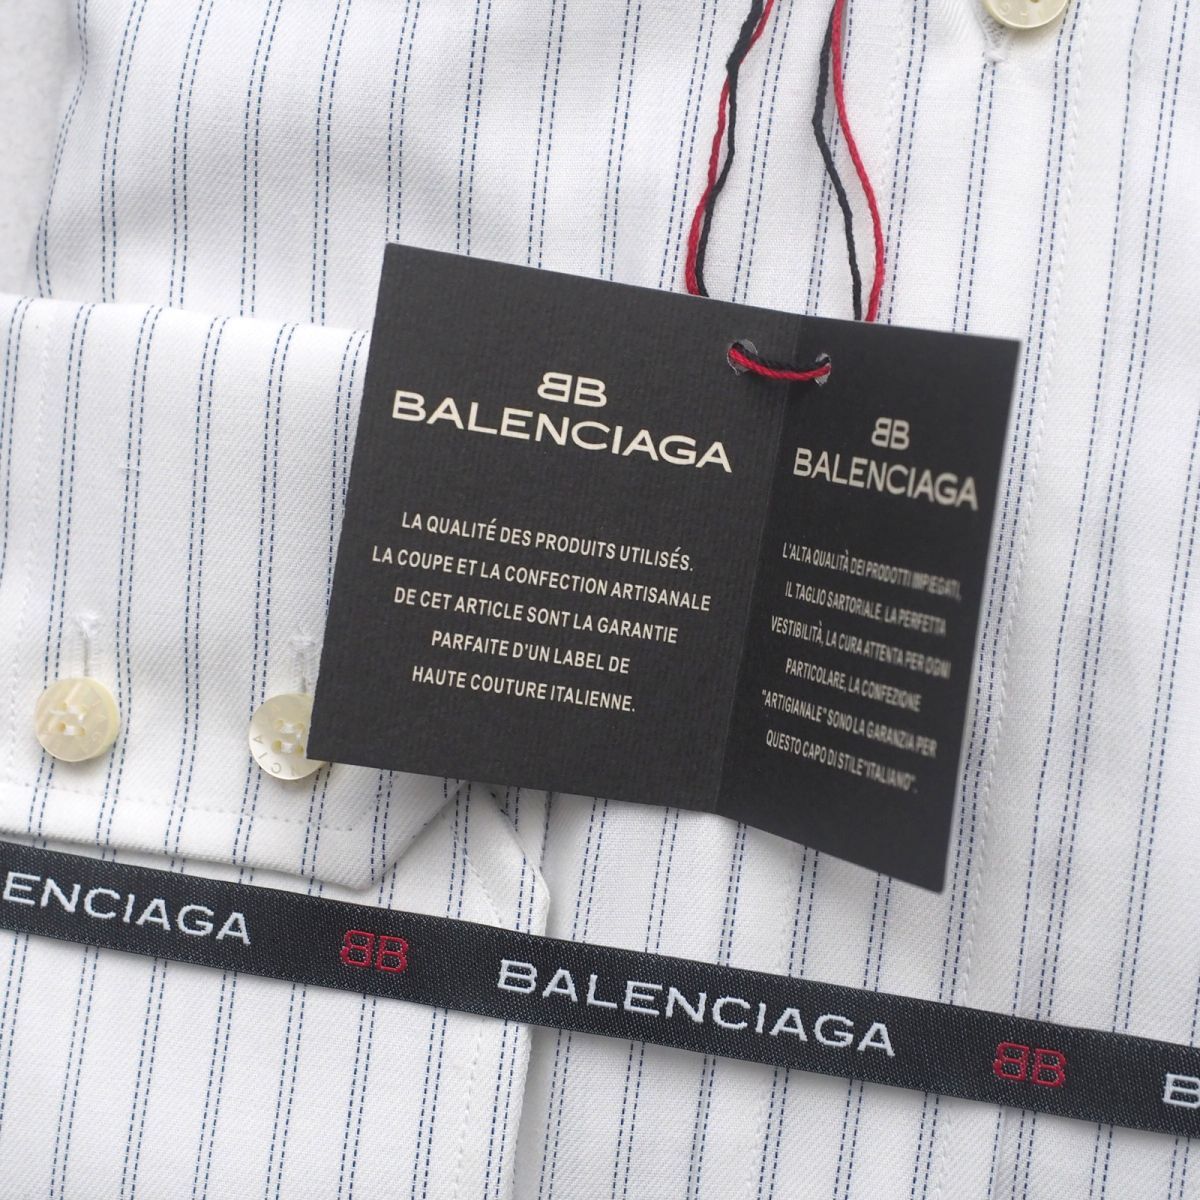 BB
BALENCIAGA
LA QUALITÉ DES PRODUITS UTILISÉS.
LA COUPE ET LA CONFECTION ARTISANALE
DE CET ARTICLE SONT LA GARANTIE
PARFAITE D'UN LABEL DE
HAUTE COUTURE ITALIENNE.
BB
BALENCIAGA
L'ALTA QUALITÀ DEI PRODOTTI IMPIEGATI,
IL TAGLIO SARTORIALE, LA PERFETTA
VESTIBILITÀ, LA CURA ATTENTA PER OGNI
PARTICOLARE, LA CONFEZIONE
"ARTIGIANALE" SONO LA GARANZIA PER
QUESTO CAPO DI STILE "ITALIANO".
ENCIAGA BB BALENCIAGA BB B